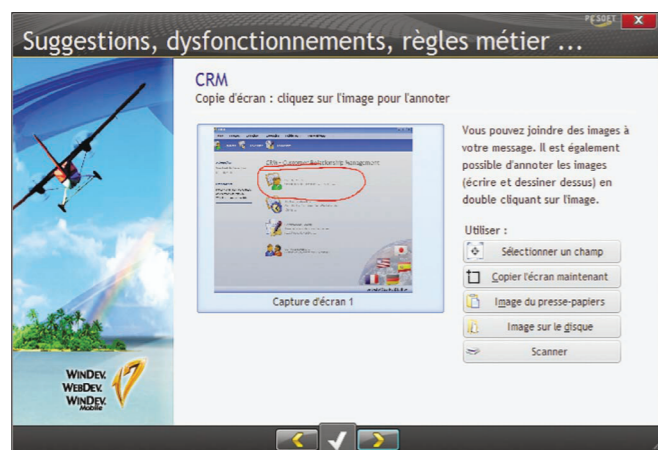 PC SOFT
Suggestions, dysfonctionnements, règles métier ...
CRM
Copie d'écran : cliquez sur l'image pour l'annoter
CRM - Customer Relationship Management
Capture d'écran 1
Vous pouvez joindre des images à
votre message. Il est également
possible d'annoter les images
(écrire et dessiner dessus) en
double cliquant sur l'image.
Utiliser :
Sélectionner un champ
Copier l'écran maintenant
Image du presse-papiers
Image sur le disque
Scanner
WINDEV.
WEBDEV.
WINDEV.
Mobile
17